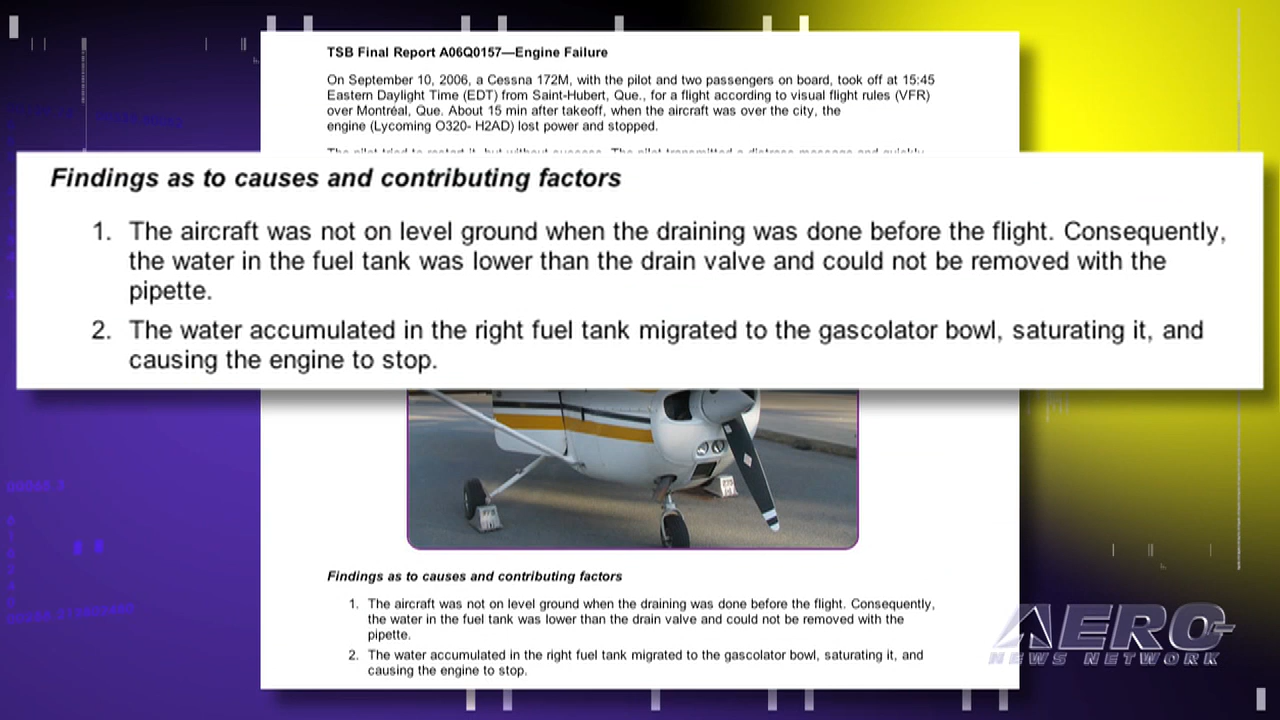 TSB Final Report A06Q0157—Engine Failure
On September 10, 2006, a Cessna 172M, with the pilot and two passengers on board, took off at 15:45
Eastern Daylight Time (EDT) from Saint-Hubert, Que., for a flight according to visual flight rules (VFR)
over Montréal, Que. About 15 min after takeoff, when the aircraft was over the city, the
engine (Lycoming O320- H2AD) lost power and stopped.
Findings as to causes and contributing factors
1. The aircraft was not on level ground when the draining was done before the flight. Consequently,
the water in the fuel tank was lower than the drain valve and could not be removed with the
pipette.
2. The water accumulated in the right fuel tank migrated to the gascolator bowl, saturating it, and
causing the engine to stop.
Findings as to causes and contributing factors
1. The aircraft was not on level ground when the draining was done before the flight. Consequently,
the water in the fuel tank was lower than the drain valve and could not be removed with the
pipette.
2. The water accumulated in the right fuel tank migrated to the gascolator bowl, saturating it, and
causing the engine to stop.
AERO
NEWS NETWORK